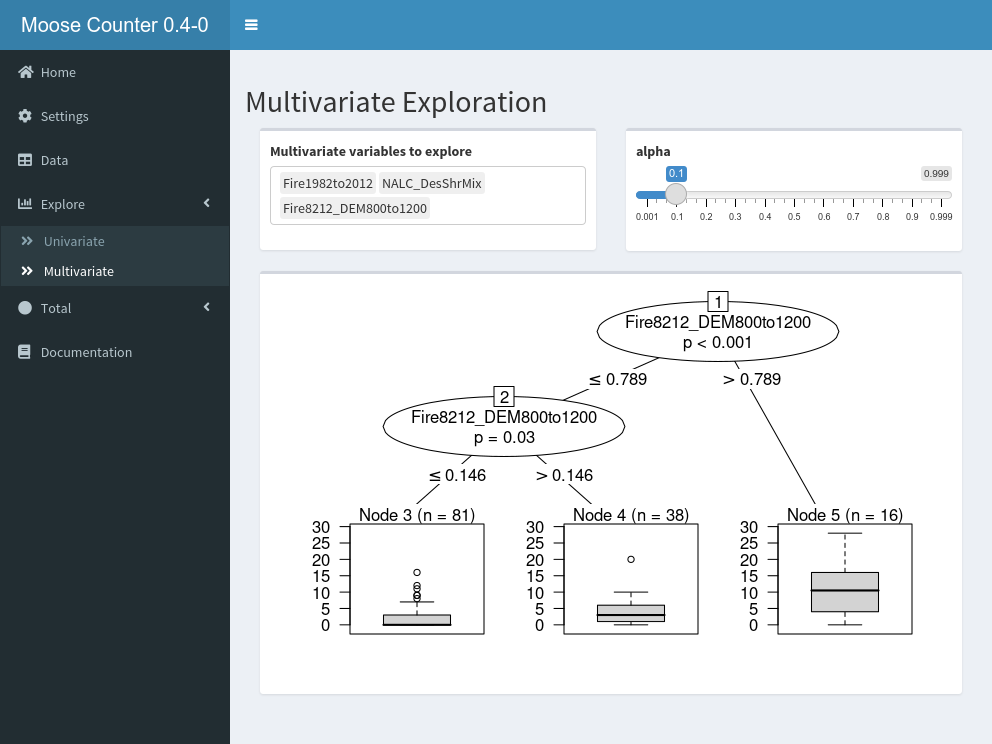 Moose Counter 0.4-0
Home
Settings
Data
Explore
Univariate
Multivariate
Total
Documentation
Multivariate Exploration
Multivariate variables to explore
Fire1982to2012 NALC_DesShrMix
Fire8212_DEM800to1200
alpha
0.1 0.999
0.001 0.1 0.2 0.3 0.4 0.5 0.6 0.7 0.8 0.9 0.999
1
Fire8212_DEM800to1200
p < 0.001
≤ 0.789 > 0.789
2
Fire8212_DEM800to1200
p = 0.03
≤ 0.146 > 0.146
Node 3 (n = 81)
30
25
20
15
10
5
0
Node 4 (n = 38)
30
25
20
15
10
5
0
Node 5 (n = 16)
30
25
20
15
10
5
0